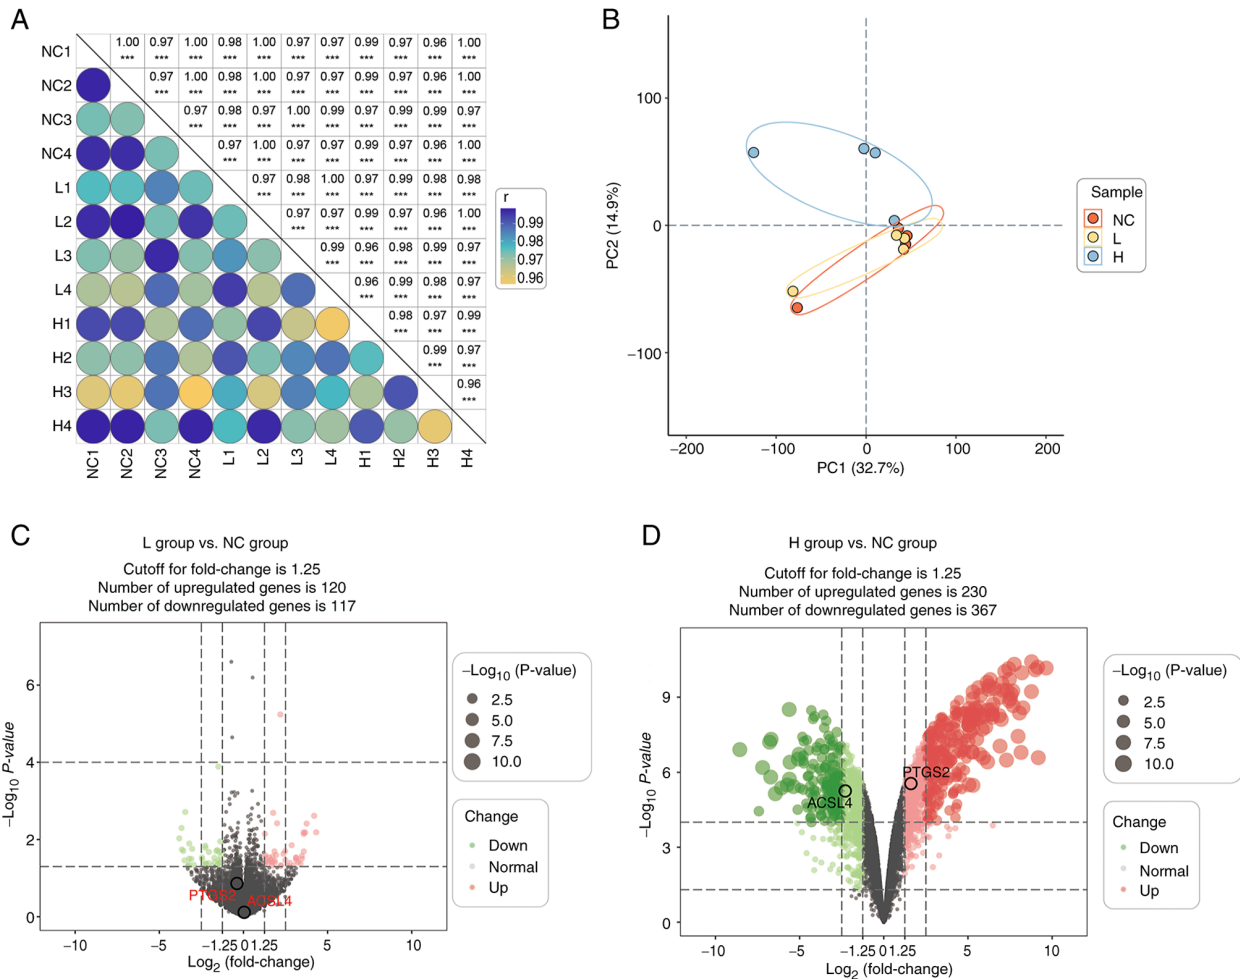 A
NC1 1.00 0.97 1.00 0.98 1.00 0.97 0.97 0.99 0.97 0.96 1.00
*** *** *** *** *** *** *** *** *** *** ***
NC2 0.97 1.00 0.98 1.00 0.97 0.97 0.99 0.97 0.96 1.00
*** *** *** *** *** *** *** *** *** ***
NC3 0.97 0.98 0.97 1.00 0.99 0.97 0.99 0.99 0.97
*** *** *** *** *** *** *** *** ***
NC4 0.97 1.00 0.97 0.97 0.99 0.97 0.96 1.00
*** *** *** *** *** *** *** ***
L1 0.97 0.98 1.00 0.97 0.99 0.98 0.98
*** *** *** *** *** *** ***
L2 0.97 0.97 0.99 0.97 0.96 1.00
*** *** *** *** *** ***
L3 0.99 0.96 0.98 0.99 0.97
*** *** *** *** ***
L4 0.96 0.99 0.98 0.97
*** *** *** ***
H1 0.98 0.97 0.99
*** *** ***
H2 0.99 0.97
*** ***
H3 0.96
***
H4
NC1 NC2 NC3 NC4 L1 L2 L3 L4 H1 H2 H3 H4
r
0.99
0.98
0.97
0.96
B
PC2 (14.9%)
100
0
−100
−200 −100 0 100 200
PC1 (32.7%)
Sample
NC
L
H
C
L group vs. NC group
Cutoff for fold-change is 1.25
Number of upregulated genes is 120
Number of downregulated genes is 117
−Log10 P-value
6
4
2
0
PTGS2
ACSL4
−10 −5 −1.25 0 1.25 5 10
Log2 (fold-change)
−Log10 (P-value)
2.5
5.0
7.5
10.0
Change
Down
Normal
Up
D
H group vs. NC group
Cutoff for fold-change is 1.25
Number of upregulated genes is 230
Number of downregulated genes is 367
−Log10 P-value
9
6
3
0
PTGS2
ACSL4
−10 −5 −1.25 0 1.25 5 10
Log2 (fold-change)
−Log10 (P-value)
2.5
5.0
7.5
10.0
Change
Down
Normal
Up